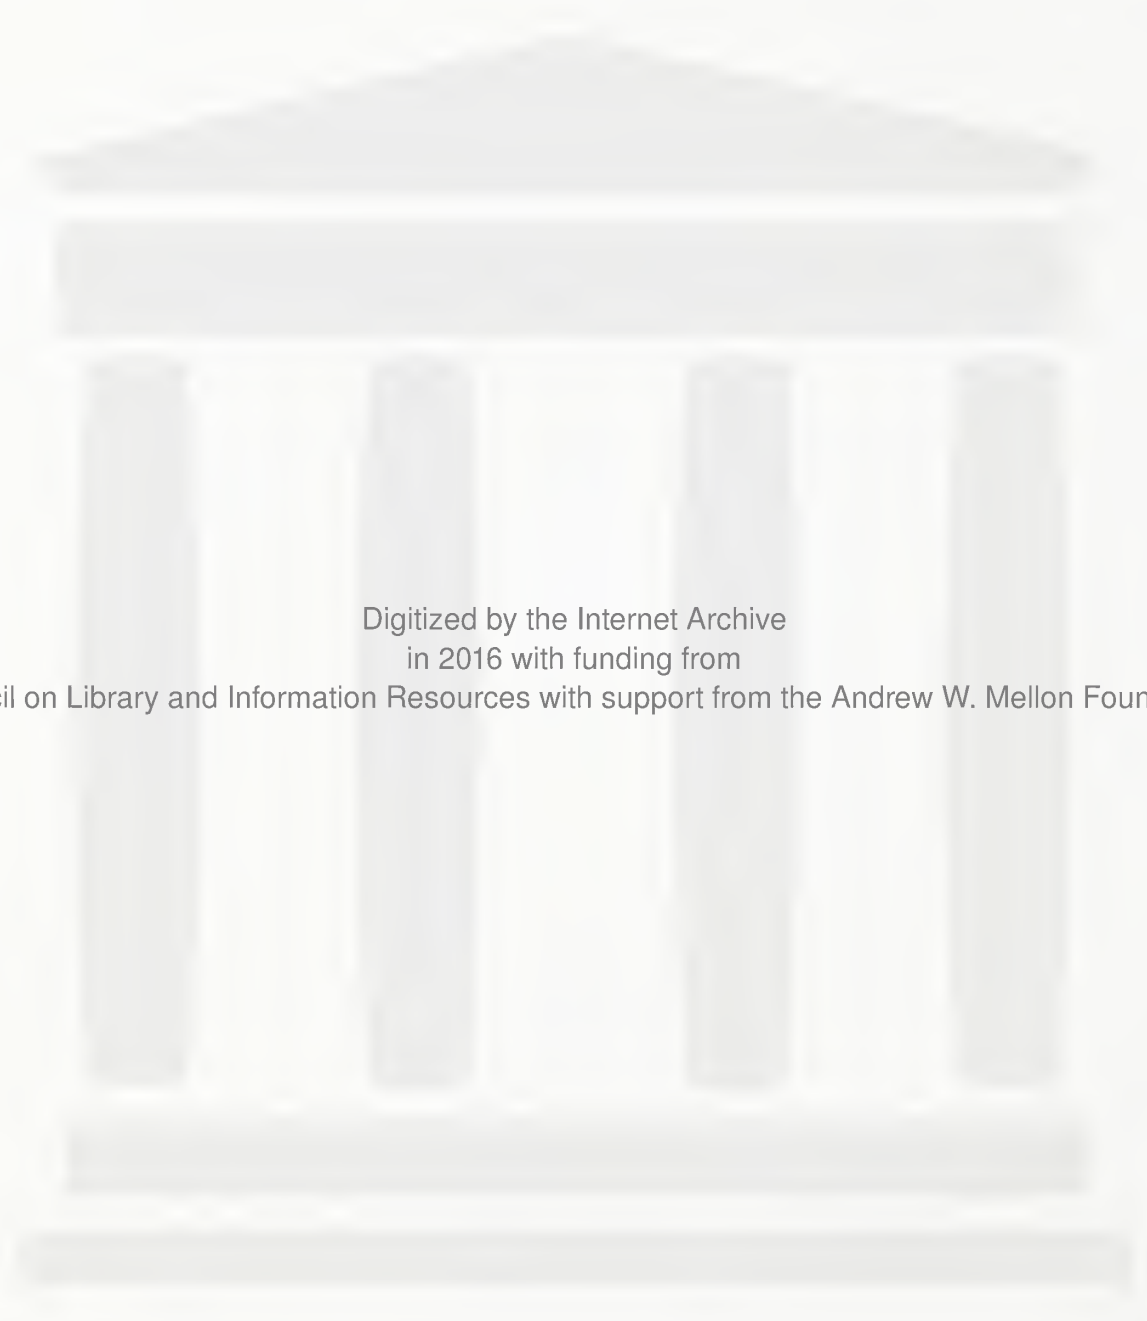 Digitized by the Internet Archive
in 2016 with funding from
cil on Library and Information Resources with support from the Andrew W. Mellon Foun